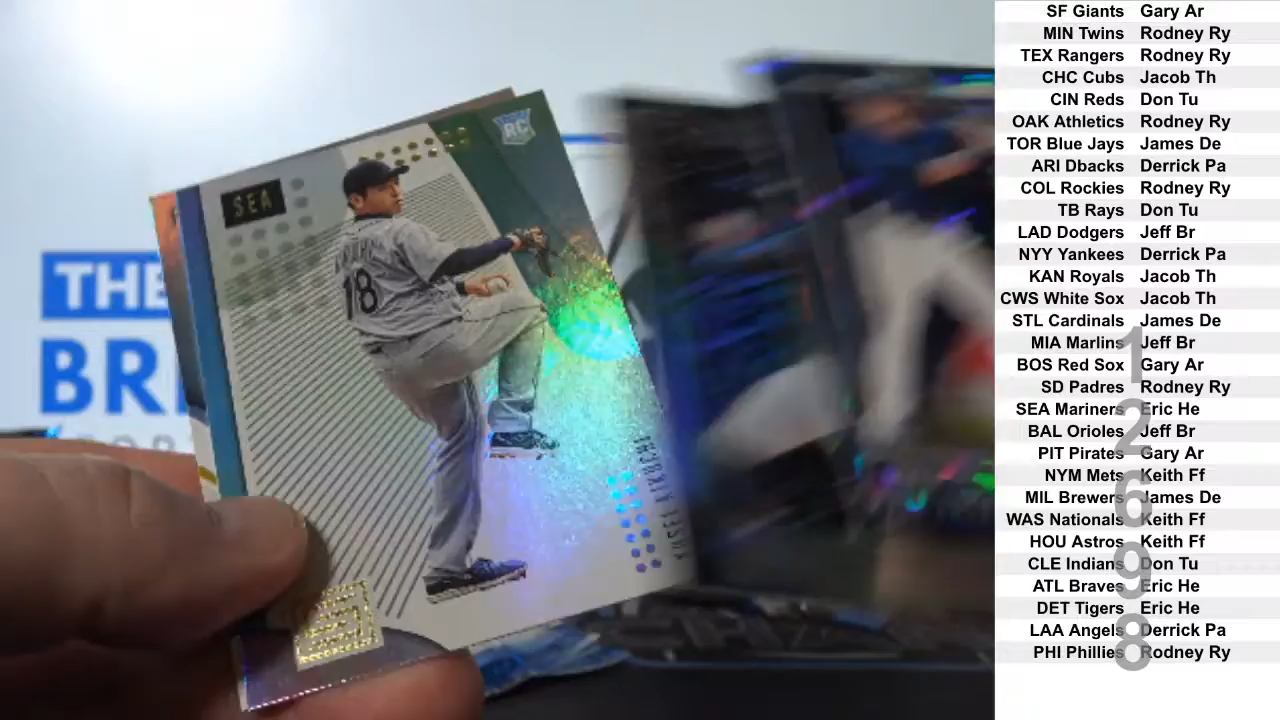 SF Giants Gary Ar
MIN Twins Rodney Ry
TEX Rangers Rodney Ry
CHC Cubs Jacob Th
CIN Reds Don Tu
OAK Athletics Rodney Ry
TOR Blue Jays James De
ARI Dbacks Derrick Pa
COL Rockies Rodney Ry
TB Rays Don Tu
LAD Dodgers Jeff Br
NYY Yankees Derrick Pa
KAN Royals Jacob Th
CWS White Sox Jacob Th
STL Cardinals James De
MIA Marlins Jeff Br
BOS Red Sox Gary Ar
SD Padres Rodney Ry
SEA Mariners Eric He
BAL Orioles Jeff Br
PIT Pirates Gary Ar
NYM Mets Keith Ff
MIL Brewers James De
WAS Nationals Keith Ff
HOU Astros Keith Ff
CLE Indians Don Tu
ATL Braves Eric He
DET Tigers Eric He
LAA Angels Derrick Pa
PHI Phillies Rodney Ry
1
2
6
9
8
RC
SEA
18
YUSEI KIKUCHI
THE
BR